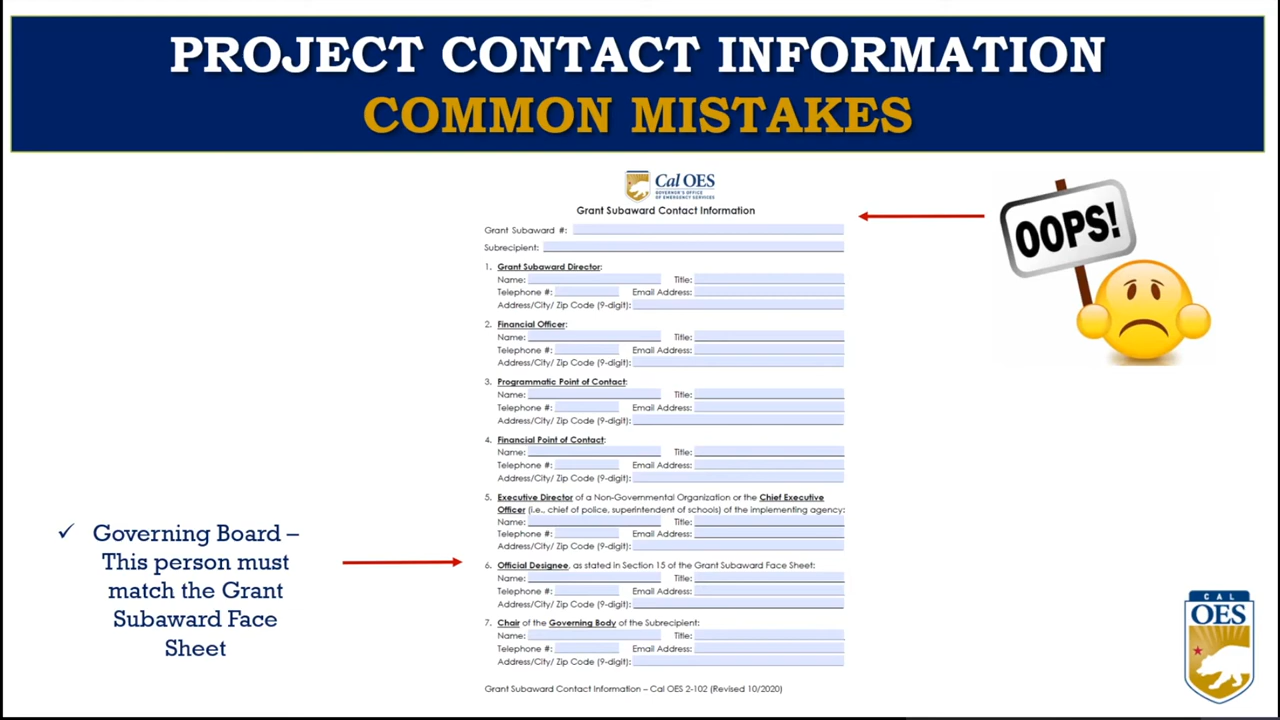 PROJECT CONTACT INFORMATION
COMMON MISTAKES
Cal OES
GOVERNOR'S OFFICE
OF EMERGENCY SERVICES
Grant Subaward Contact Information
Grant Subaward #:
Subrecipient:
1. Grant Subaward Director:
Name: Title:
Telephone #: Email Address:
Address/City/ Zip Code (9-digit):
2. Financial Officer:
Name: Title:
Telephone #: Email Address:
Address/City/ Zip Code (9-digit):
3. Programmatic Point of Contact:
Name: Title:
Telephone #: Email Address:
Address/City/ Zip Code (9-digit):
4. Financial Point of Contact:
Name: Title:
Telephone #: Email Address:
Address/City/ Zip Code (9-digit):
5. Executive Director of a Non-Governmental Organization or the Chief Executive
Officer (i.e., chief of police, superintendent of schools) of the implementing agency:
Name: Title:
Telephone #: Email Address:
Address/City/ Zip Code (9-digit):
6. Official Designee, as stated in Section 15 of the Grant Subaward Face Sheet:
Name: Title:
Telephone #: Email Address:
Address/City/ Zip Code (9-digit):
7. Chair of the Governing Body of the Subrecipient:
Name: Title:
Telephone #: Email Address:
Address/City/ Zip Code (9-digit):
Grant Subaward Contact Information – Cal OES 2-102 (Revised 10/2020)
OOPS!
✓ Governing Board –
This person must
match the Grant
Subaward Face
Sheet
CAL
OES